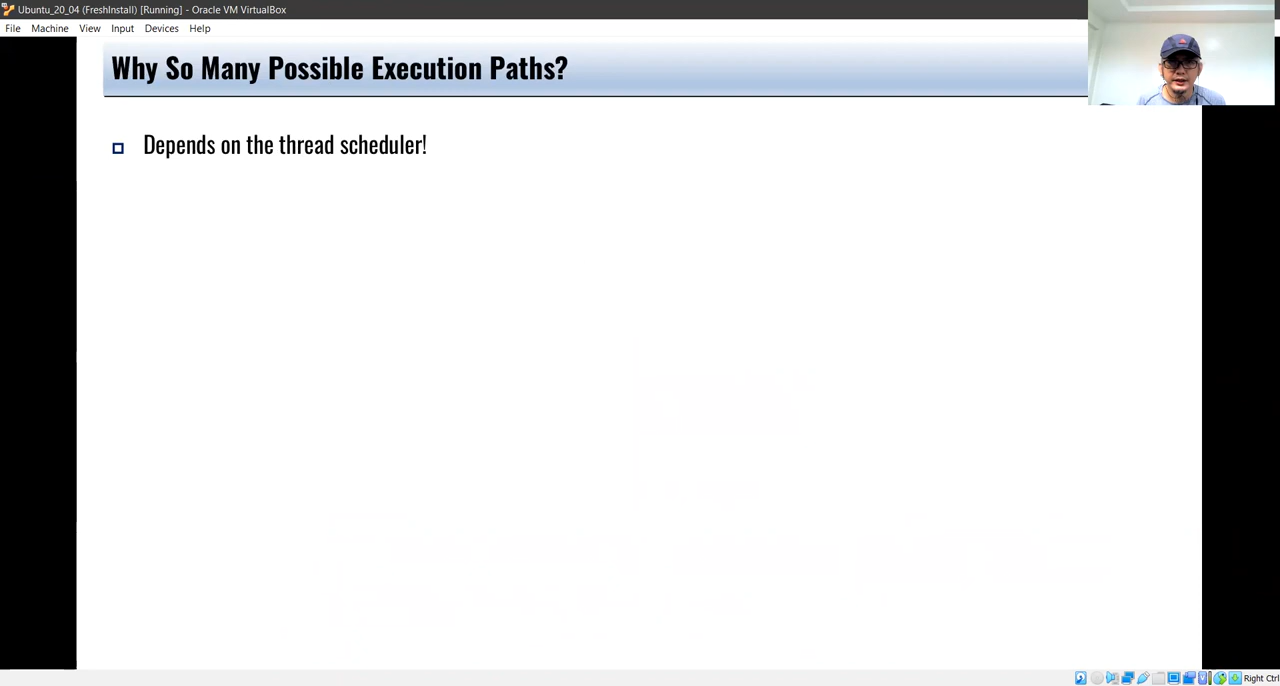 Ubuntu_20_04 (FreshInstall) [Running] - Oracle VM VirtualBox
File Machine View Input Devices Help
Why So Many Possible Execution Paths?
Depends on the thread scheduler!
Right Ctrl